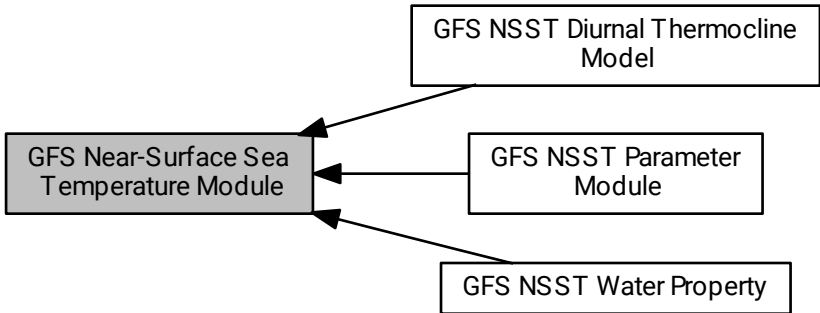 GFS NSST Diurnal Thermocline
Model
GFS Near-Surface Sea
Temperature Module
GFS NSST Parameter
Module
GFS NSST Water Property